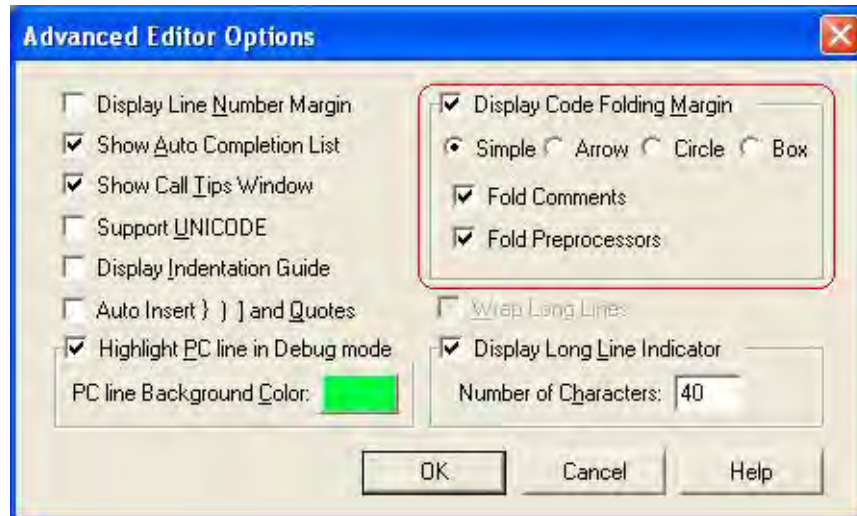 Advanced Editor Options
Display Line Number Margin
Show Auto Completion List
Show Call Tips Window
Support UNICODE
Display Indentation Guide
Auto Insert } ) ] and Quotes
Highlight PC line in Debug mode
PC line Background Color:
Display Code Folding Margin
Simple Arrow Circle Box
Fold Comments
Fold Preprocessors
Wrap Long Lines
Display Long Line Indicator
Number of Characters: 40
OK Cancel Help